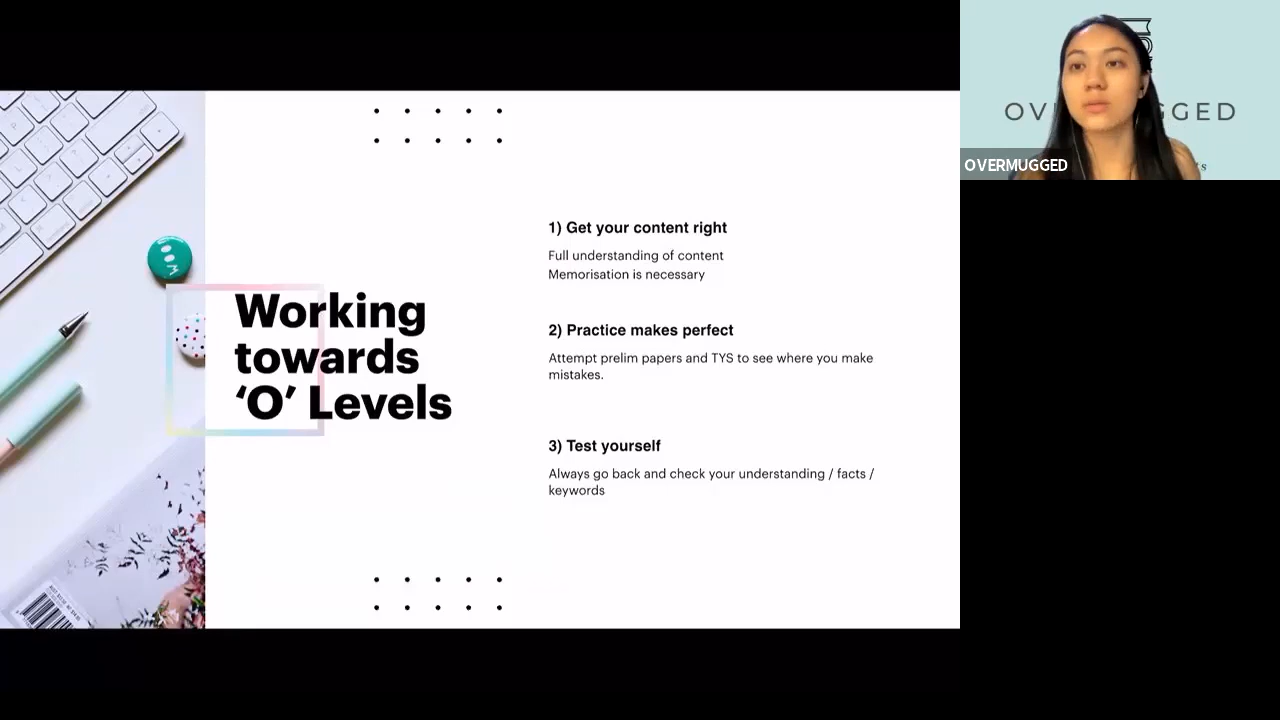 Working
towards
‘O’ Levels
1) Get your content right
Full understanding of content
Memorisation is necessary
2) Practice makes perfect
Attempt prelim papers and TYS to see where you make
mistakes.
3) Test yourself
Always go back and check your understanding / facts /
keywords
OVERMUGGED